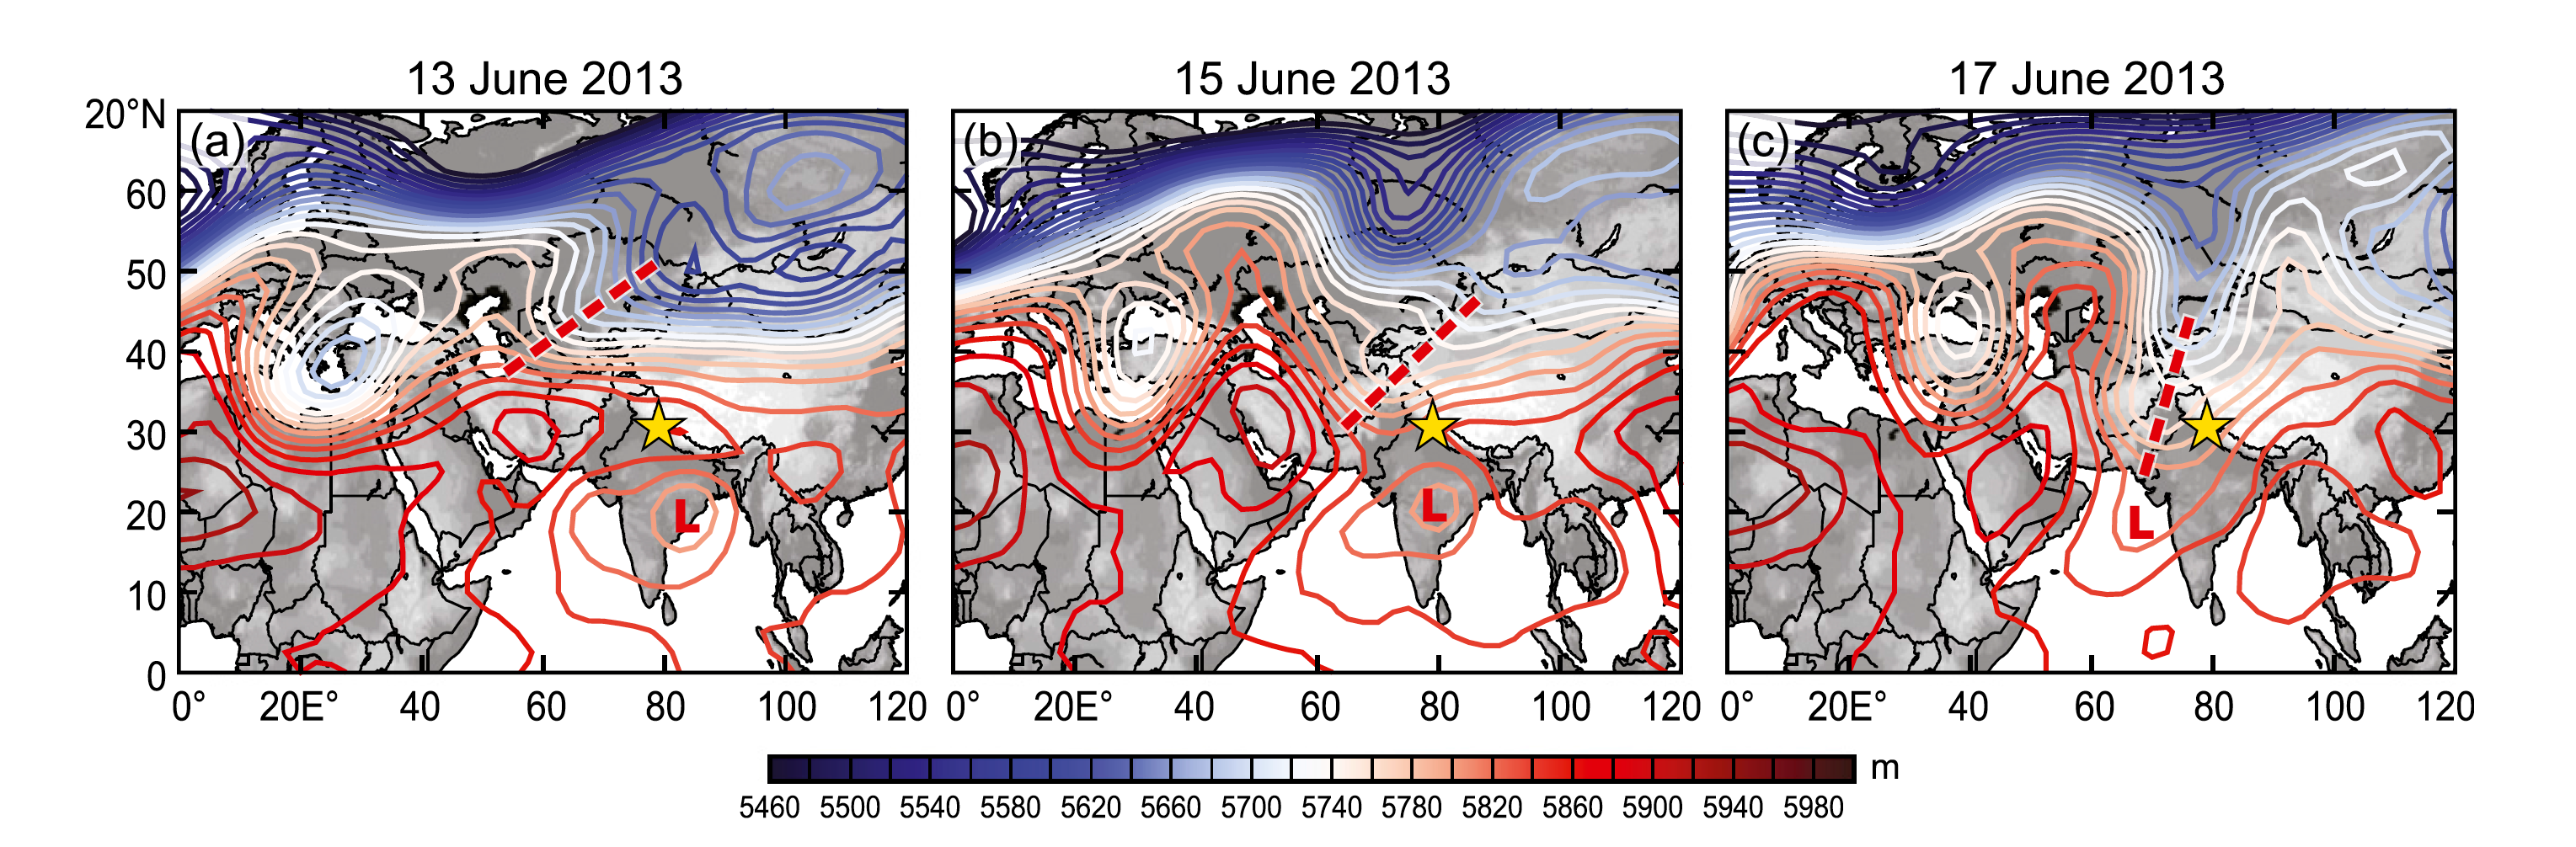 13 June 2013 15 June 2013 17 June 2013
20°N (a) (b) (c)
60
50
40
30
20 L L L
10
0
0° 20E° 40 60 80 100 120 0° 20E° 40 60 80 100 120 0° 20E° 40 60 80 100 120
m
5460 5500 5540 5580 5620 5660 5700 5740 5780 5820 5860 5900 5940 5980